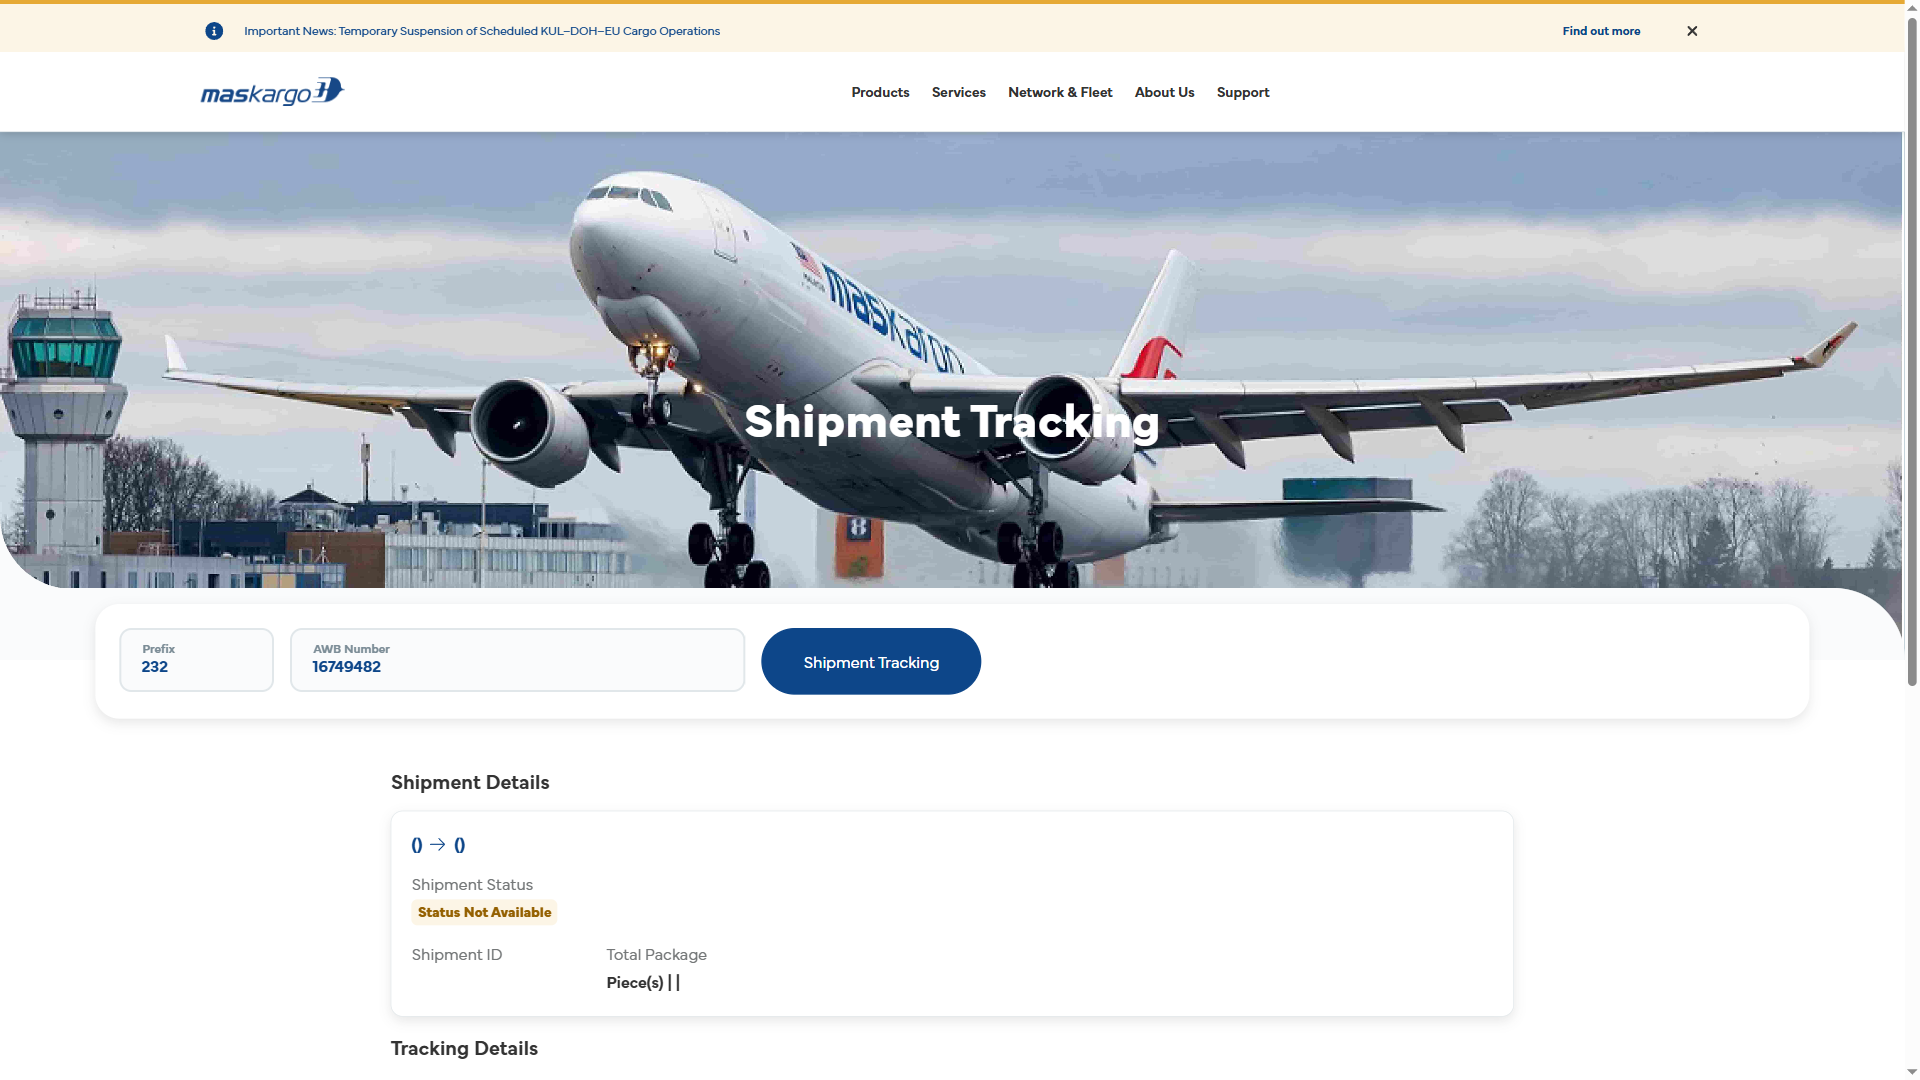 Important News: Temporary Suspension of Scheduled KUL–DOH–EU Cargo Operations
Find out more
maskargo
Products
Services
Network & Fleet
About Us
Support
maskargo
Shipment Tracking
8
Prefix
232
AWB Number
16749482
Shipment Tracking
Shipment Details
() → ()
Shipment Status
Status Not Available
Shipment ID
Total Package
Piece(s) | |
Tracking Details